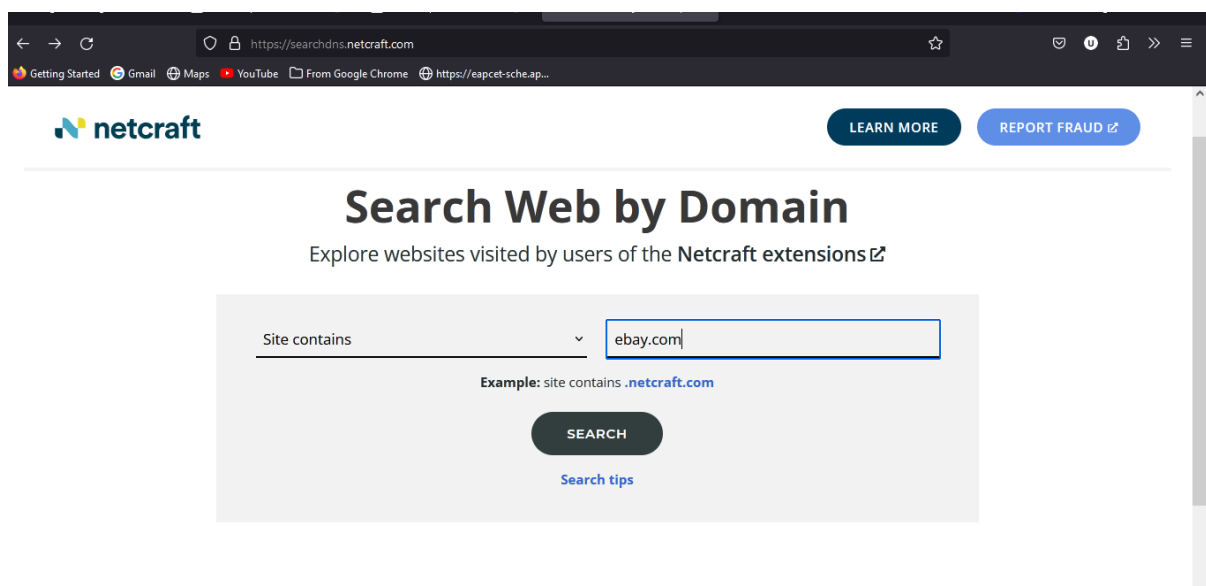 https://searchdns.netcraft.com
U
Getting Started Gmail Maps YouTube From Google Chrome https://eapcet-sche.ap...
netcraft
LEARN MORE
REPORT FRAUD
Search Web by Domain
Explore websites visited by users of the Netcraft extensions
Site contains
ebay.com
Example: site contains .netcraft.com
SEARCH
Search tips